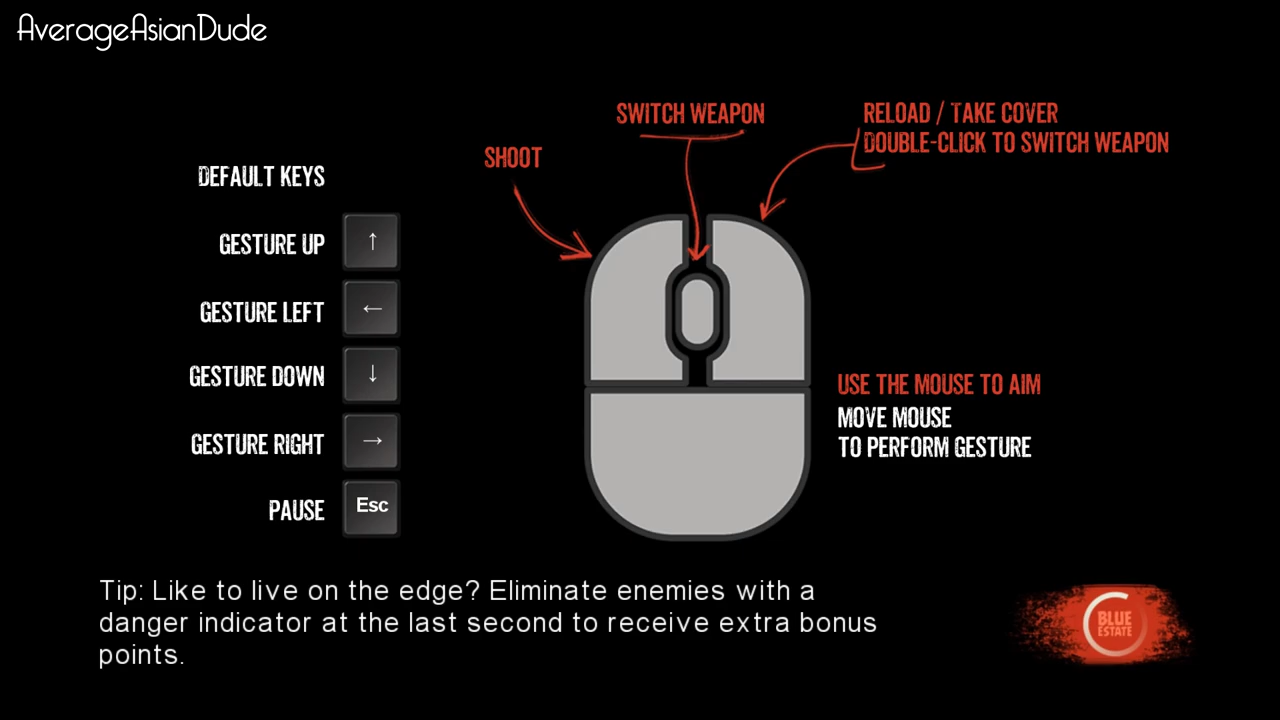 AverageAsianDude
SWITCH WEAPON
RELOAD / TAKE COVER
DOUBLE-CLICK TO SWITCH WEAPON
SHOOT
DEFAULT KEYS
GESTURE UP ↑
GESTURE LEFT ←
GESTURE DOWN ↓
GESTURE RIGHT →
PAUSE Esc
USE THE MOUSE TO AIM
MOVE MOUSE
TO PERFORM GESTURE
Tip: Like to live on the edge? Eliminate enemies with a
danger indicator at the last second to receive extra bonus
points.
BLUE
ESTATE